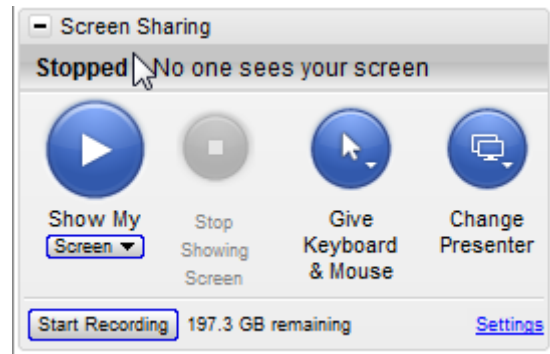 Screen Sharing
Stopped No one sees your screen
Show My
Screen
Stop
Showing
Screen
Give
Keyboard
& Mouse
Change
Presenter
Start Recording 197.3 GB remaining Settings